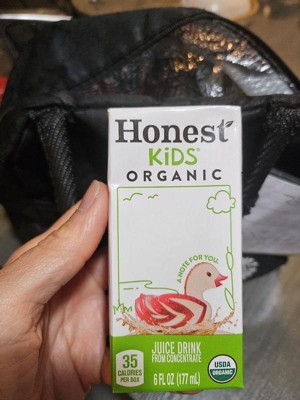 Honest
KiDS®
ORGANIC
A NOTE FOR YOU.
35
CALORIES
PER BOX
JUICE DRINK
FROM CONCENTRATE
6 FL OZ (177 mL)
USDA
ORGANIC